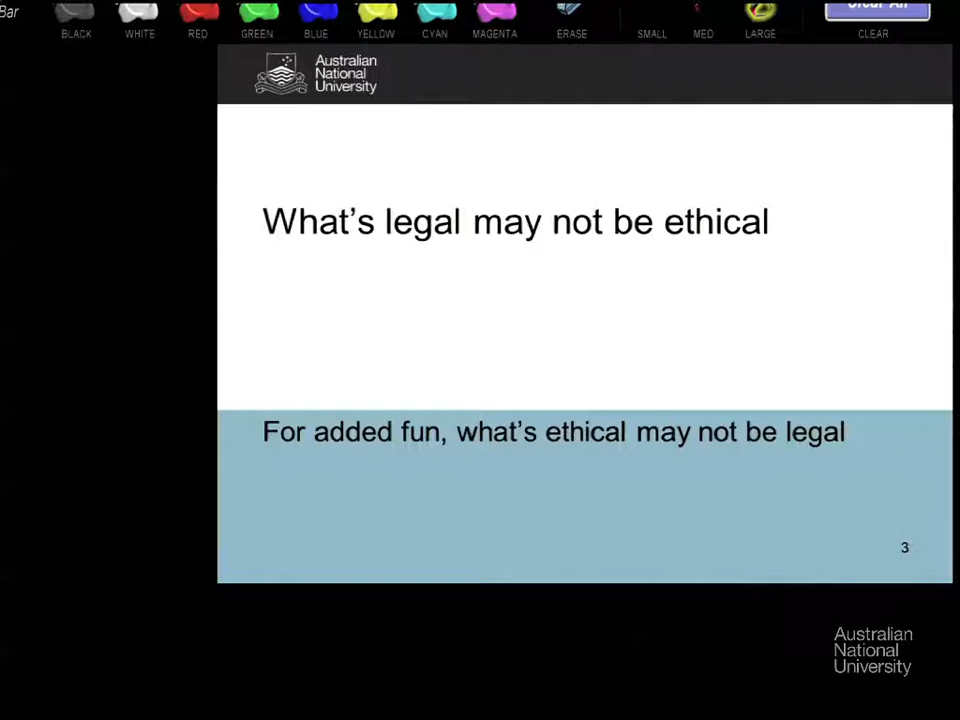 Bar
BLACK WHITE RED GREEN BLUE YELLOW CYAN MAGENTA ERASE SMALL MED LARGE CLEAR
Australian
National
University
What's legal may not be ethical
For added fun, what's ethical may not be legal
3
Australian
National
University